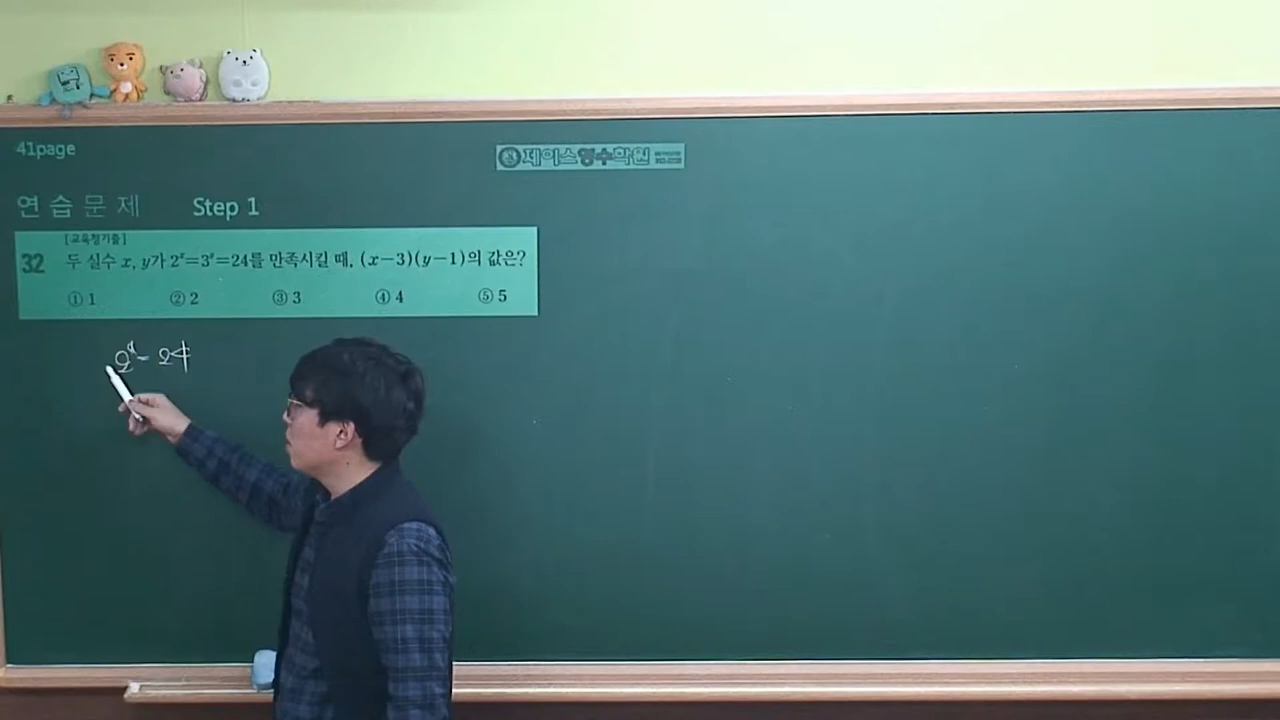 41page
제이스영수학원
연습문제 Step 1
[교육청기출]
32 두 실수 x, y가 2ˣ=3ʸ=24를 만족시킬 때, (x-3)(y-1)의 값은?
① 1 ② 2 ③ 3 ④ 4 ⑤ 5
2ˣ = 24